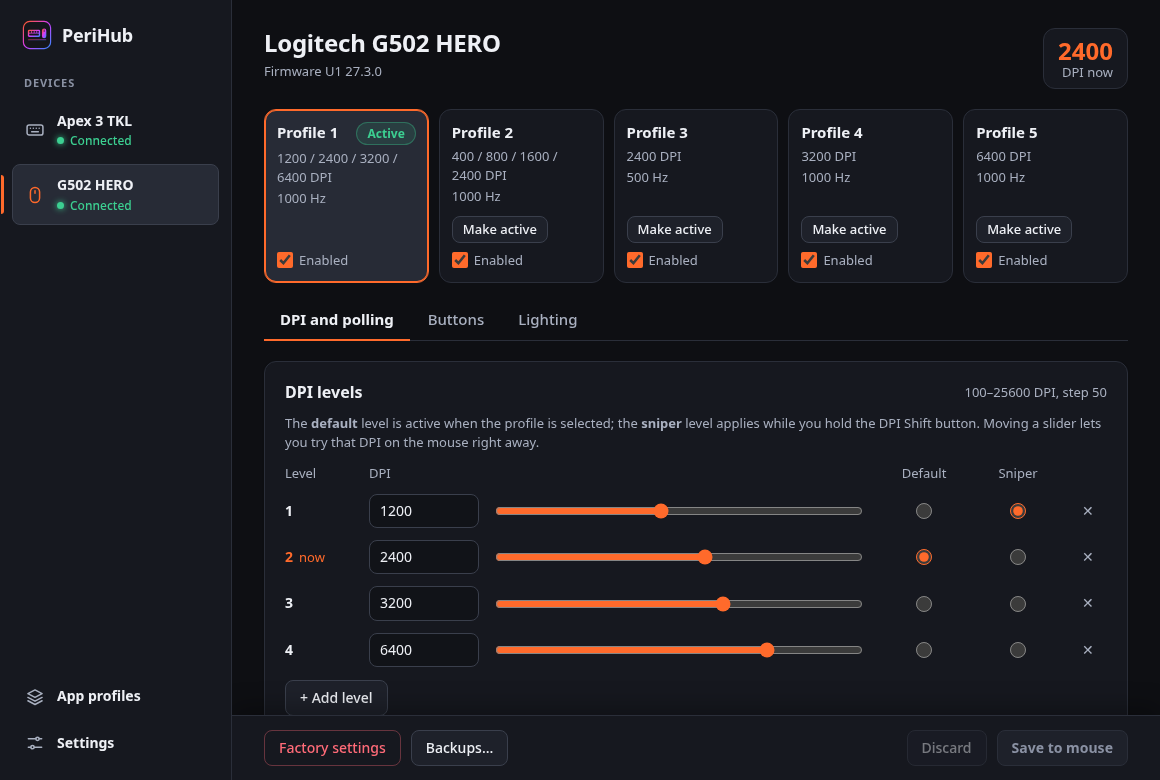 PeriHub
DEVICES
Apex 3 TKL
Connected
G502 HERO
Connected
App profiles
Settings
Logitech G502 HERO
Firmware U1 27.3.0
2400
DPI now
Profile 1
Active
1200 / 2400 / 3200 /
6400 DPI
1000 Hz
Enabled
Profile 2
400 / 800 / 1600 /
2400 DPI
1000 Hz
Make active
Enabled
Profile 3
2400 DPI
500 Hz
Make active
Enabled
Profile 4
3200 DPI
1000 Hz
Make active
Enabled
Profile 5
6400 DPI
1000 Hz
Make active
Enabled
DPI and polling
Buttons
Lighting
DPI levels
100–25600 DPI, step 50
The default level is active when the profile is selected; the sniper level applies while you hold the DPI Shift button. Moving a slider lets
you try that DPI on the mouse right away.
Level DPI Default Sniper
1 1200 ✕
2 now 2400 ✕
3 3200 ✕
4 6400 ✕
+ Add level
Factory settings
Backups...
Discard
Save to mouse